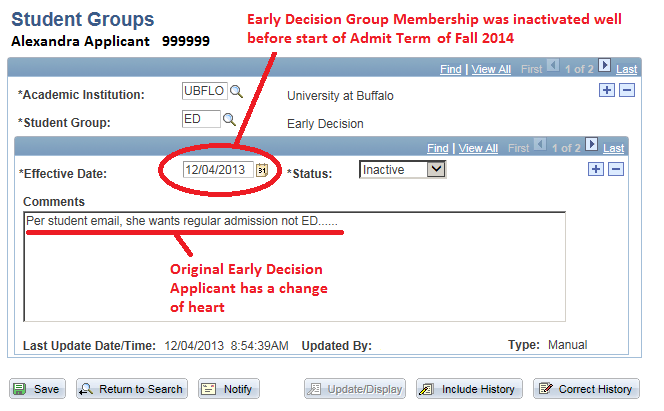 Student Groups
Early Decision Group Membership was inactivated well
before start of Admit Term of Fall 2014
Alexandra Applicant 999999
Find | View All First 1 of 2 Last
*Academic Institution: UBFLO University at Buffalo
*Student Group: ED Early Decision
Find | View All First 1 of 2 Last
*Effective Date: 12/04/2013 31 *Status: Inactive
Comments
Per student email, she wants regular admission not ED......
Original Early Decision
Applicant has a change
of heart
Last Update Date/Time: 12/04/2013 8:54:39AM Updated By: Type: Manual
Save Return to Search Notify Update/Display Include History Correct History